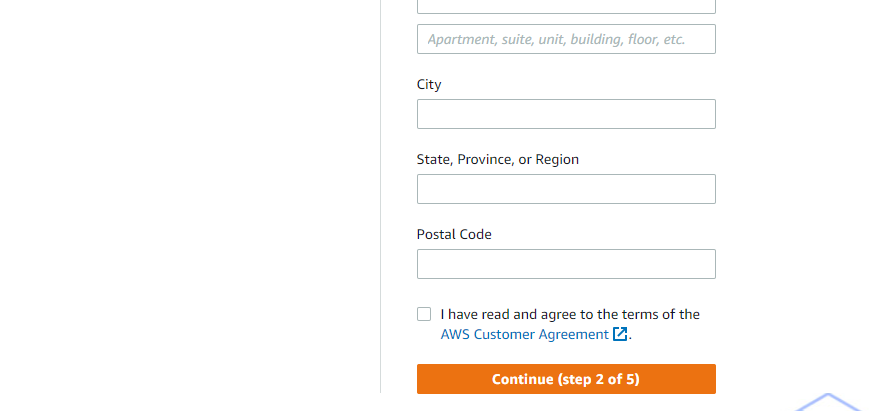 Apartment, suite, unit, building, floor, etc.
City
State, Province, or Region
Postal Code
I have read and agree to the terms of the
AWS Customer Agreement.
Continue (step 2 of 5)